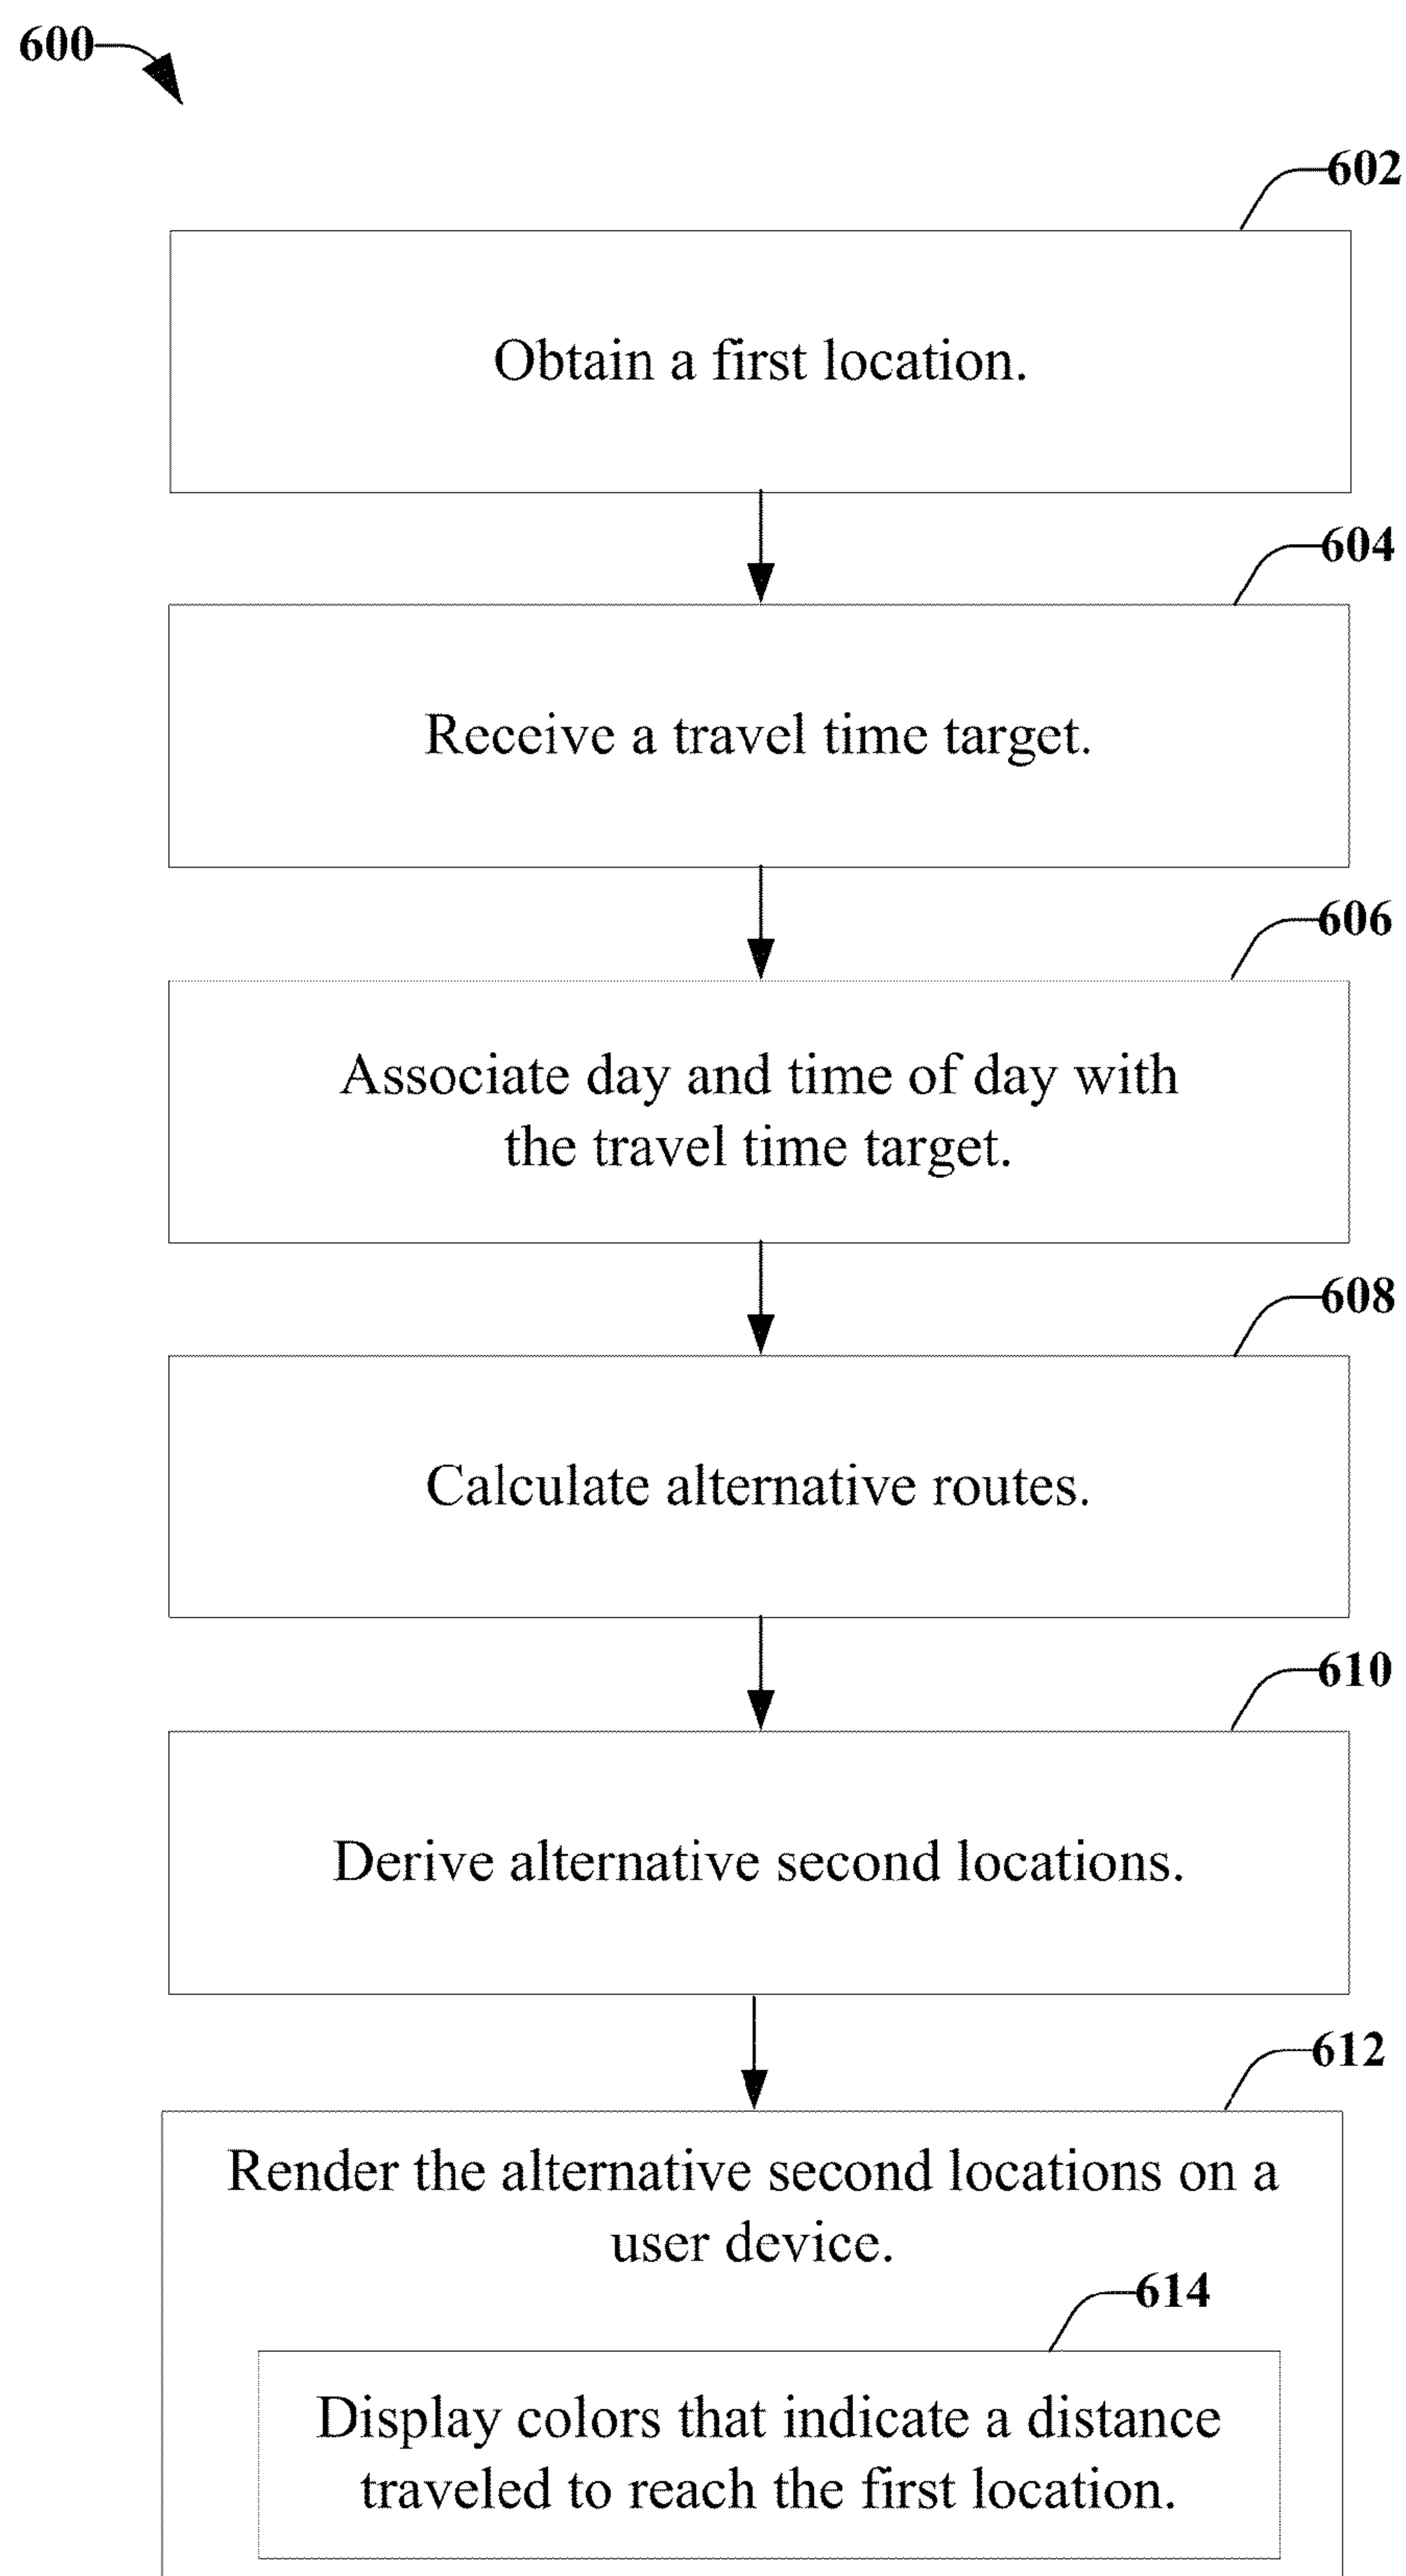 600
602
Obtain a first location.
604
Receive a travel time target.
606
Associate day and time of day with
the travel time target.
608
Calculate alternative routes.
610
Derive alternative second locations.
612
Render the alternative second locations on a
user device.
614
Display colors that indicate a distance
traveled to reach the first location.